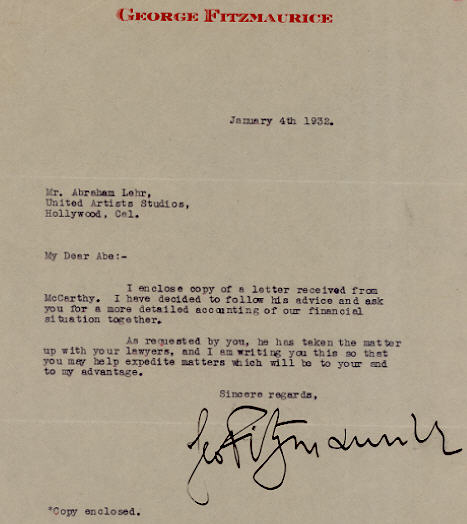 GEORGE FITZMAURICE
January 4th 1932.
Mr. Abraham Lehr,
United Artists Studios,
Hollywood, Cal.
My Dear Abe:-
I enclose copy of a letter received from
McCarthy. I have decided to follow his advice and ask
you for a more detailed accounting of our financial
situation together.
As requested by you, he has taken the matter
up with your lawyers, and I am writing you this so that
you may help expedite matters which will be to your and
to my advantage.
Sincere regards,
Geo Fitzmaurice
*Copy enclosed.